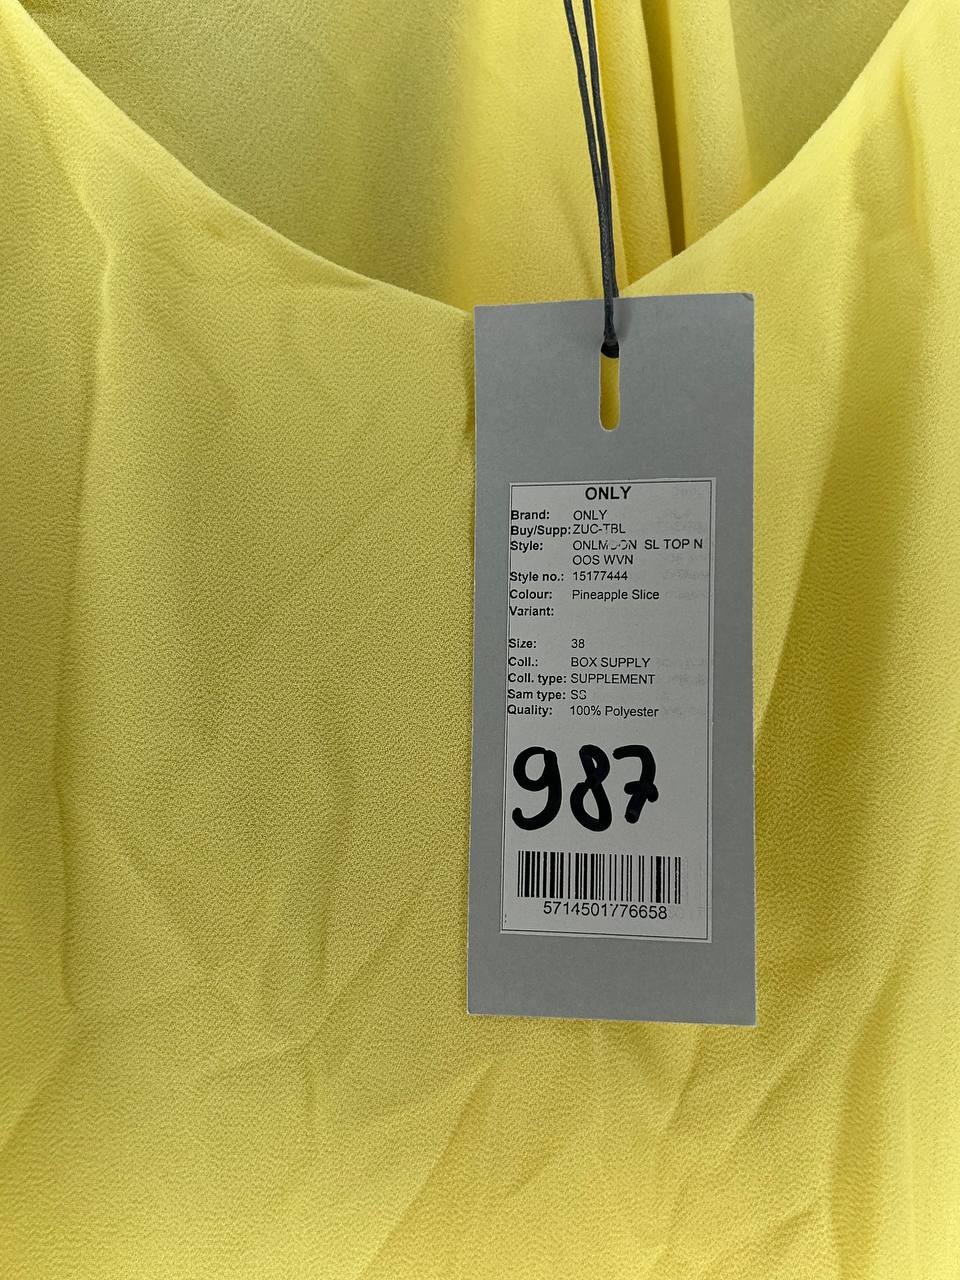 ONLY
Brand: ONLY
Buy/Supp: ZUC-TBL
Style: ONLMOON SL TOP N
OOS WVN
Style no.: 15177444
Colour: Pineapple Slice
Variant:
Size: 38
Coll.: BOX SUPPLY
Coll. type: SUPPLEMENT
Sam type: SS
Quality: 100% Polyester
987
5714501776658